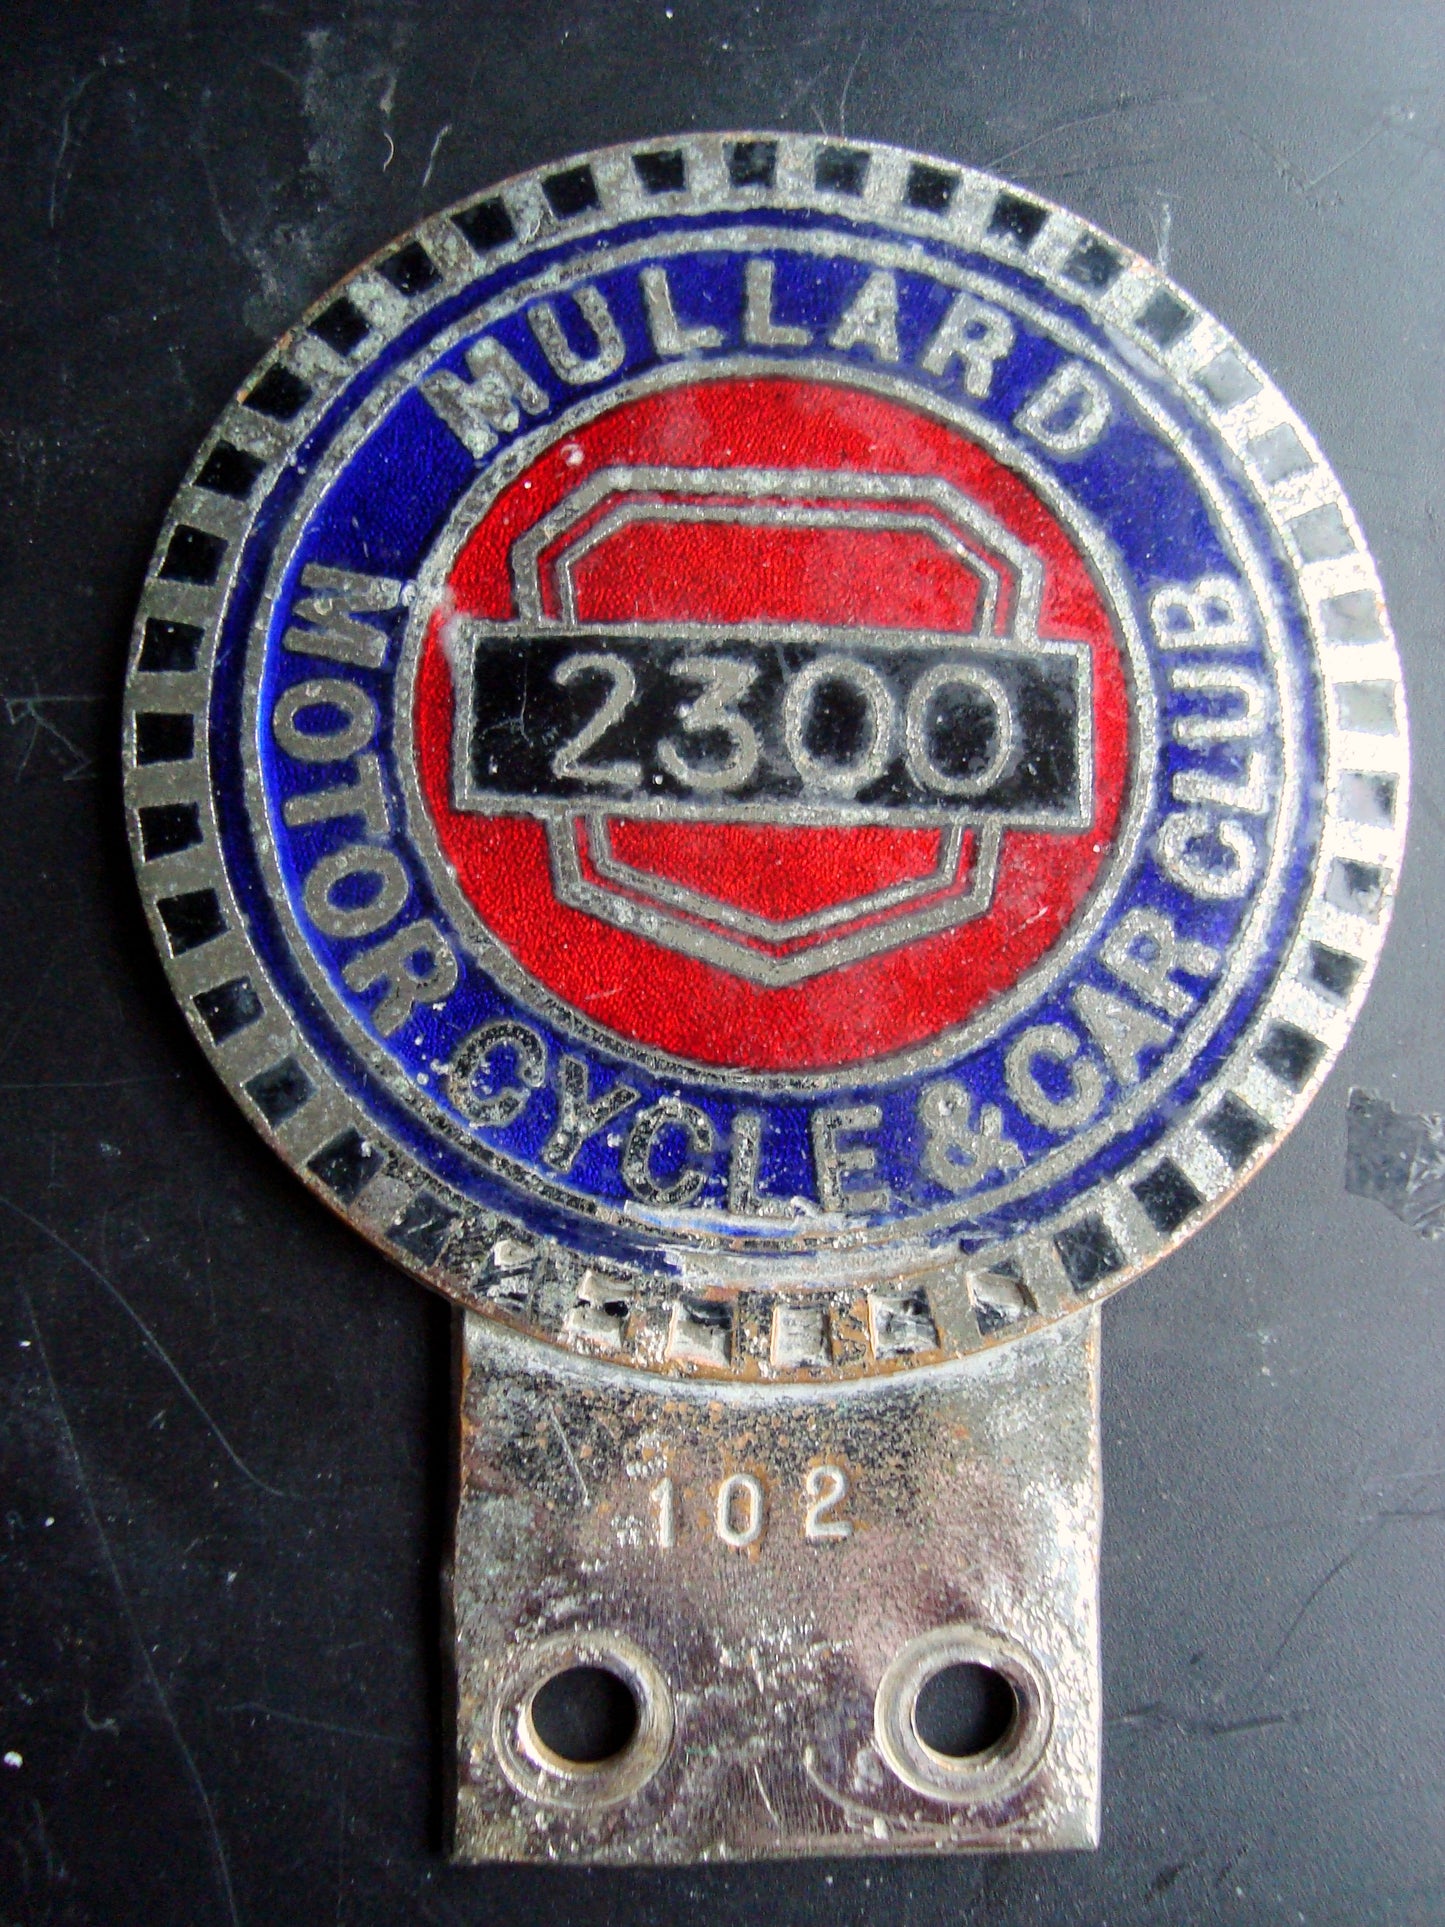 MULLARD
MOTOR CYCLE & CAR CLUB
2300
102